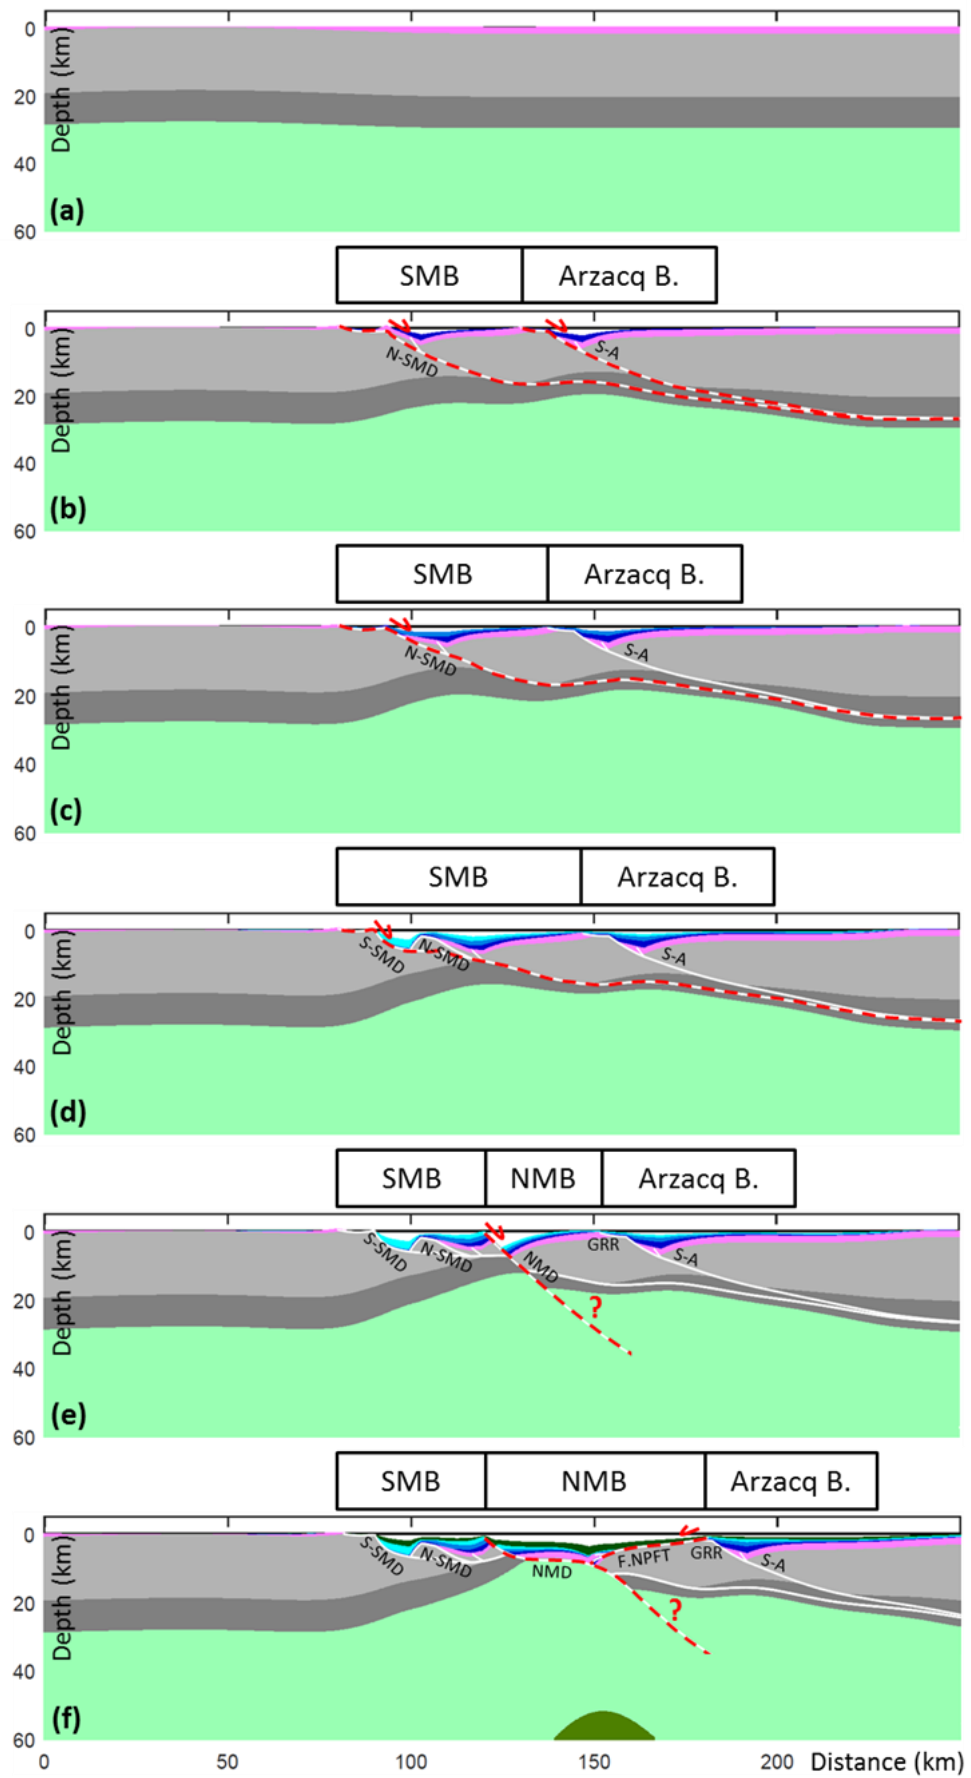 0
20
40
60
Depth (km)
(a)
SMB
Arzacq B.
0
20
40
60
Depth (km)
N-SMD
S-A
(b)
SMB
Arzacq B.
0
20
40
60
Depth (km)
N-SMD
S-A
(c)
SMB
Arzacq B.
0
20
40
60
Depth (km)
S-SMD
N-SMD
S-A
(d)
SMB
NMB
Arzacq B.
0
20
40
60
Depth (km)
S-SMD
N-SMD
NMD
GRR
S-A
?
(e)
SMB
NMB
Arzacq B.
0
20
40
60
Depth (km)
S-SMD
N-SMD
NMD
F.NPFT
GRR
S-A
?
(f)
0 50 100 150 200 Distance (km)